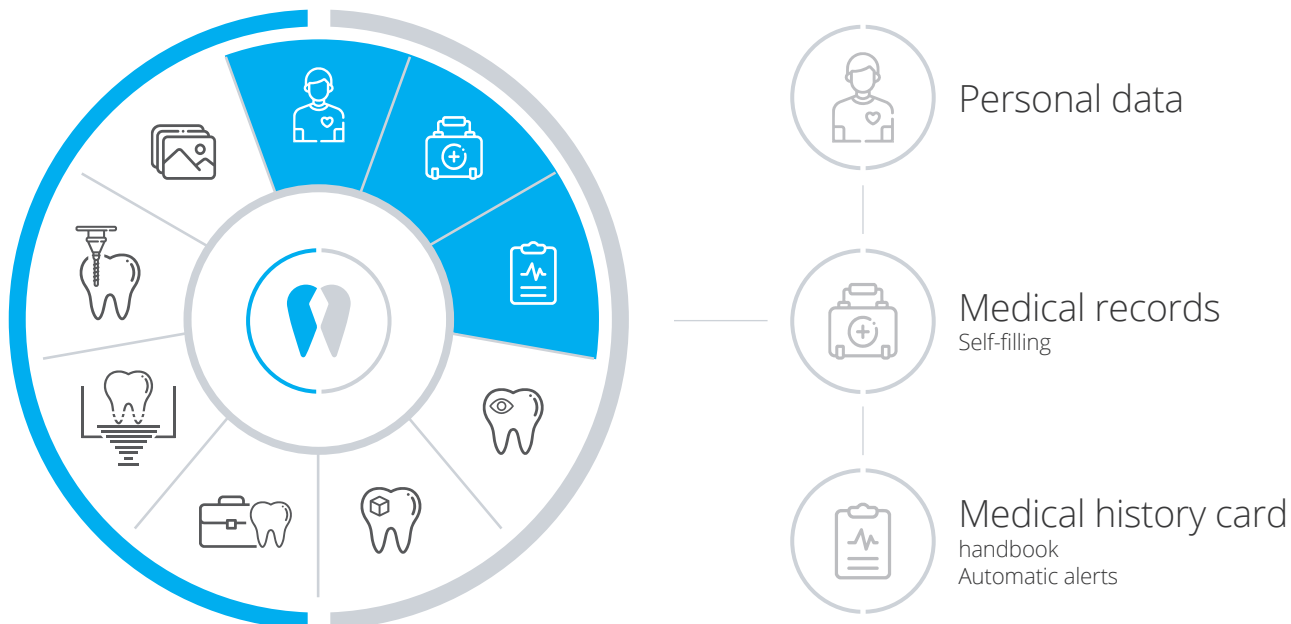 Personal data
Medical records
Self-filling
Medical history card
handbook
Automatic alerts